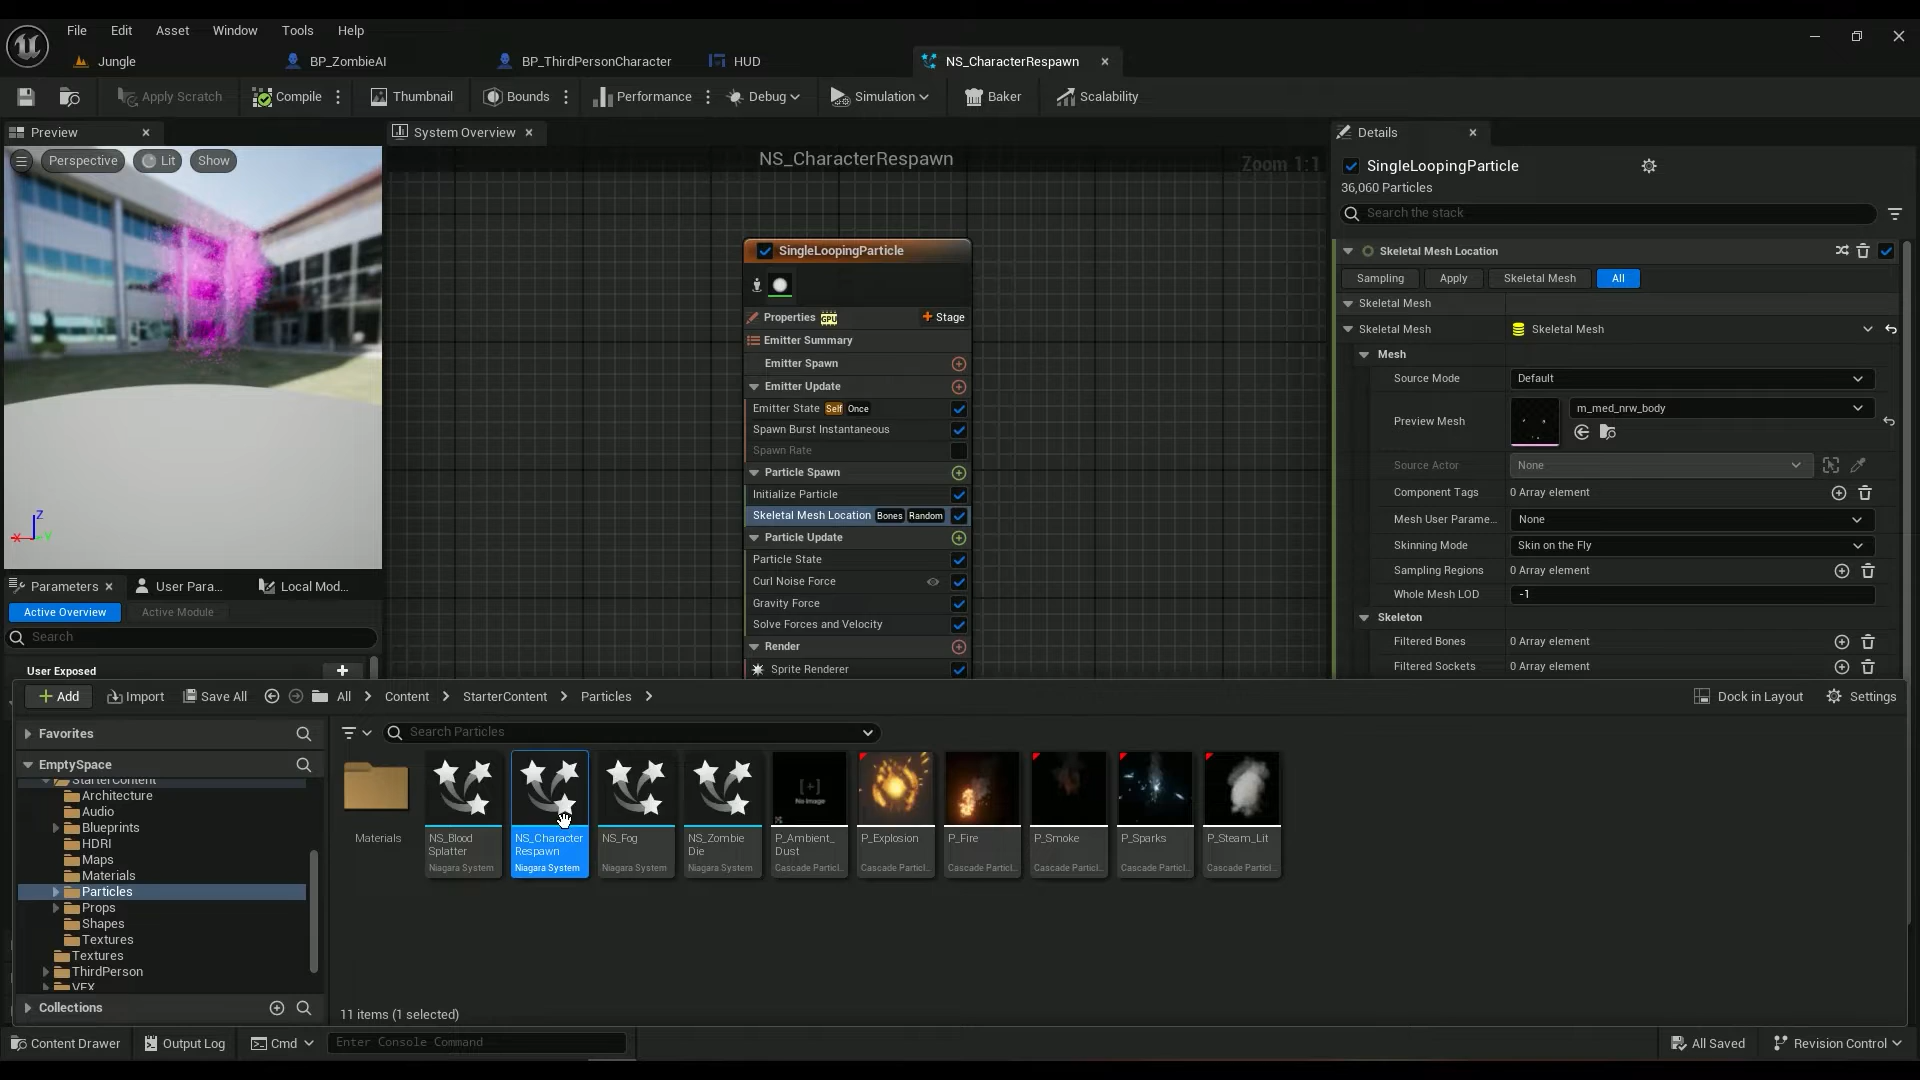 File Edit Asset Window Tools Help
Jungle BP_ZombieAI BP_ThirdPersonCharacter HUD NS_CharacterRespawn
Apply Scratch Compile Thumbnail Bounds Performance Debug Simulation Baker Scalability
Preview
Perspective Lit Show
Z
X
Y
System Overview
NS_CharacterRespawn
Zoom 1:1
SingleLoopingParticle
Properties GPU Stage
Emitter Summary
Emitter Spawn
Emitter Update
Emitter State Self Once
Spawn Burst Instantaneous
Spawn Rate
Particle Spawn
Initialize Particle
Skeletal Mesh Location Bones Random
Particle Update
Particle State
Curl Noise Force
Gravity Force
Solve Forces and Velocity
Render
Sprite Renderer
Details
SingleLoopingParticle
36,060 Particles
Search the stack
Skeletal Mesh Location
Sampling Apply Skeletal Mesh All
Skeletal Mesh
Skeletal Mesh Skeletal Mesh
Mesh
Source Mode Default
Preview Mesh m_med_nrw_body
Source Actor None
Component Tags 0 Array element
Mesh User Parame... None
Skinning Mode Skin on the Fly
Sampling Regions 0 Array element
Whole Mesh LOD -1
Skeleton
Filtered Bones 0 Array element
Filtered Sockets 0 Array element
Parameters User Para... Local Mod...
Active Overview Active Module
Search
User Exposed
Add Import Save All All Content StarterContent Particles Dock in Layout Settings
Favorites
EmptySpace
StarterContent
Architecture
Audio
Blueprints
HDRI
Maps
Materials
Particles
Props
Shapes
Textures
Textures
ThirdPerson
VFX
Collections
Search Particles
Materials
NS_Blood
Splatter
Niagara System
NS_Character
Respawn
Niagara System
NS_Fog
Niagara System
NS_Zombie
Die
Niagara System
No Image
P_Ambient_
Dust
Cascade Particl...
P_Explosion
Cascade Particl...
P_Fire
Cascade Particl...
P_Smoke
Cascade Particl...
P_Sparks
Cascade Particl...
P_Steam_Lit
Cascade Particl...
11 items (1 selected)
Content Drawer Output Log Cmd Enter Console Command All Saved Revision Control